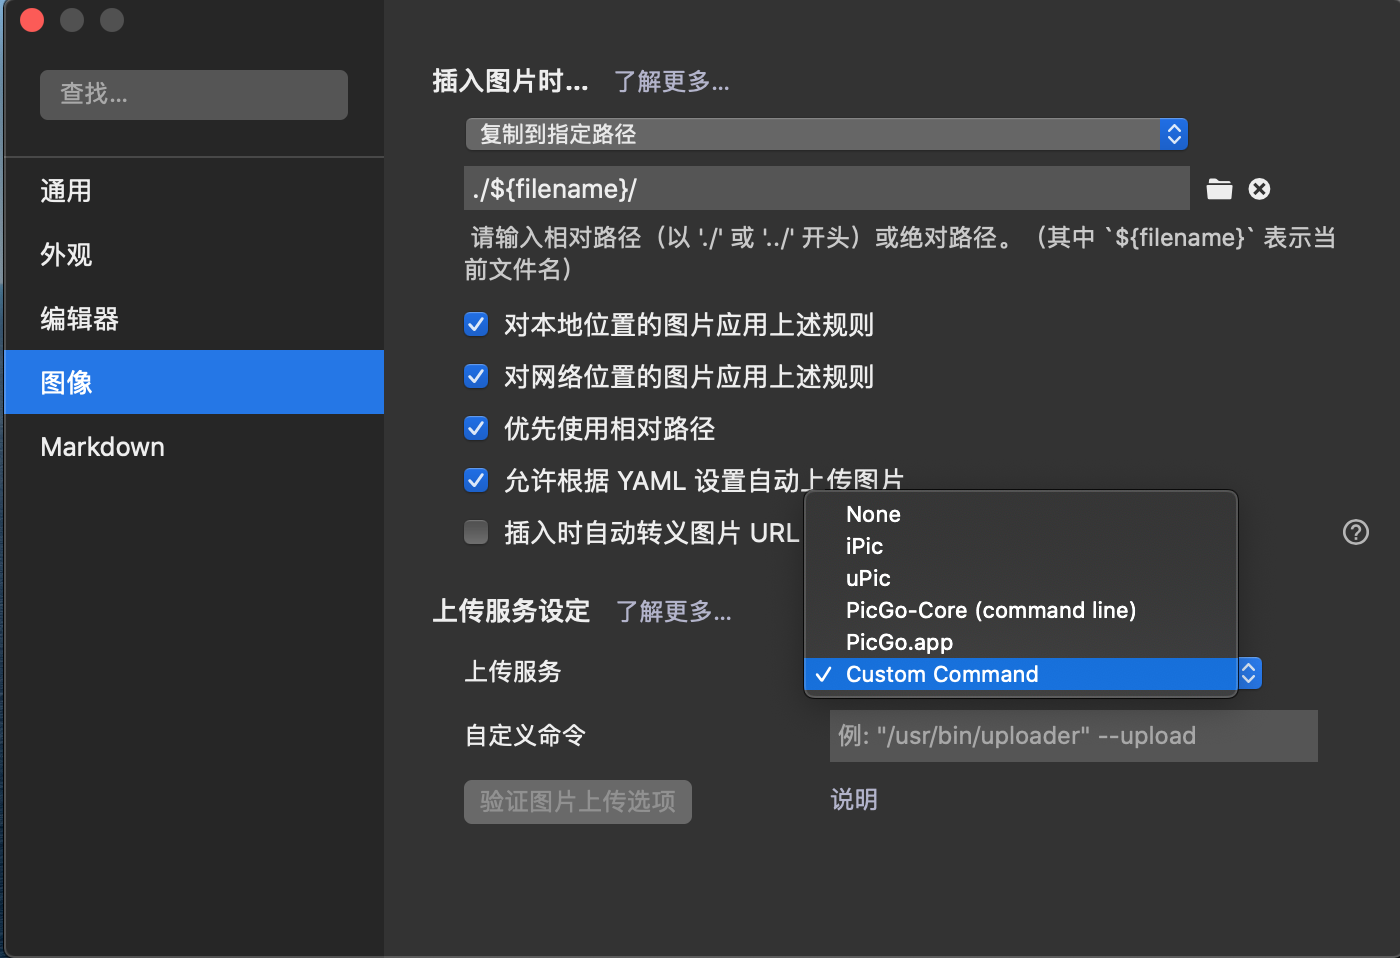 查找...
通用
外观
编辑器
图像
Markdown
插入图片时... 了解更多...
复制到指定路径
./${filename}/
请输入相对路径（以 './' 或 '../' 开头）或绝对路径。（其中 `${filename}` 表示当
前文件名）
对本地位置的图片应用上述规则
对网络位置的图片应用上述规则
优先使用相对路径
允许根据 YAML 设置自动上传图片
插入时自动转义图片 URL
None
iPic
uPic
PicGo-Core (command line)
PicGo.app
✓ Custom Command
上传服务设定 了解更多...
上传服务
自定义命令 例: "/usr/bin/uploader" --upload
验证图片上传选项 说明